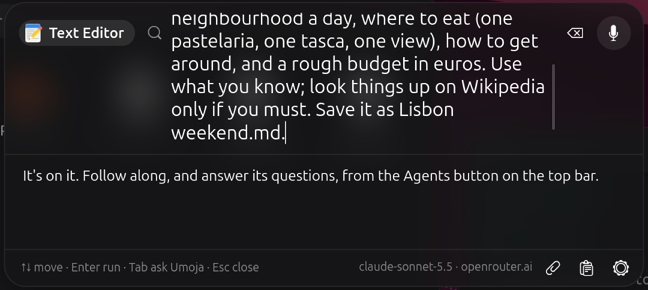 Text Editor
neighbourhood a day, where to eat (one
pastelaria, one tasca, one view), how to get
around, and a rough budget in euros. Use
what you know; look things up on Wikipedia
only if you must. Save it as Lisbon
weekend.md.
It's on it. Follow along, and answer its questions, from the Agents button on the top bar.
↑↓ move · Enter run · Tab ask Umoja · Esc close
claude-sonnet-5.5 · openrouter.ai